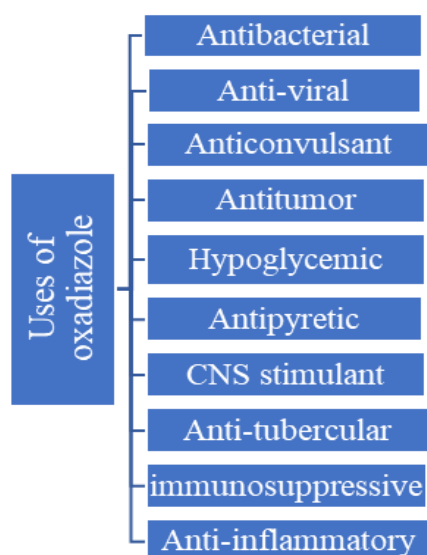 Uses of
oxadiazole
Antibacterial
Anti-viral
Anticonvulsant
Antitumor
Hypoglycemic
Antipyretic
CNS stimulant
Anti-tubercular
immunosuppressive
Anti-inflammatory